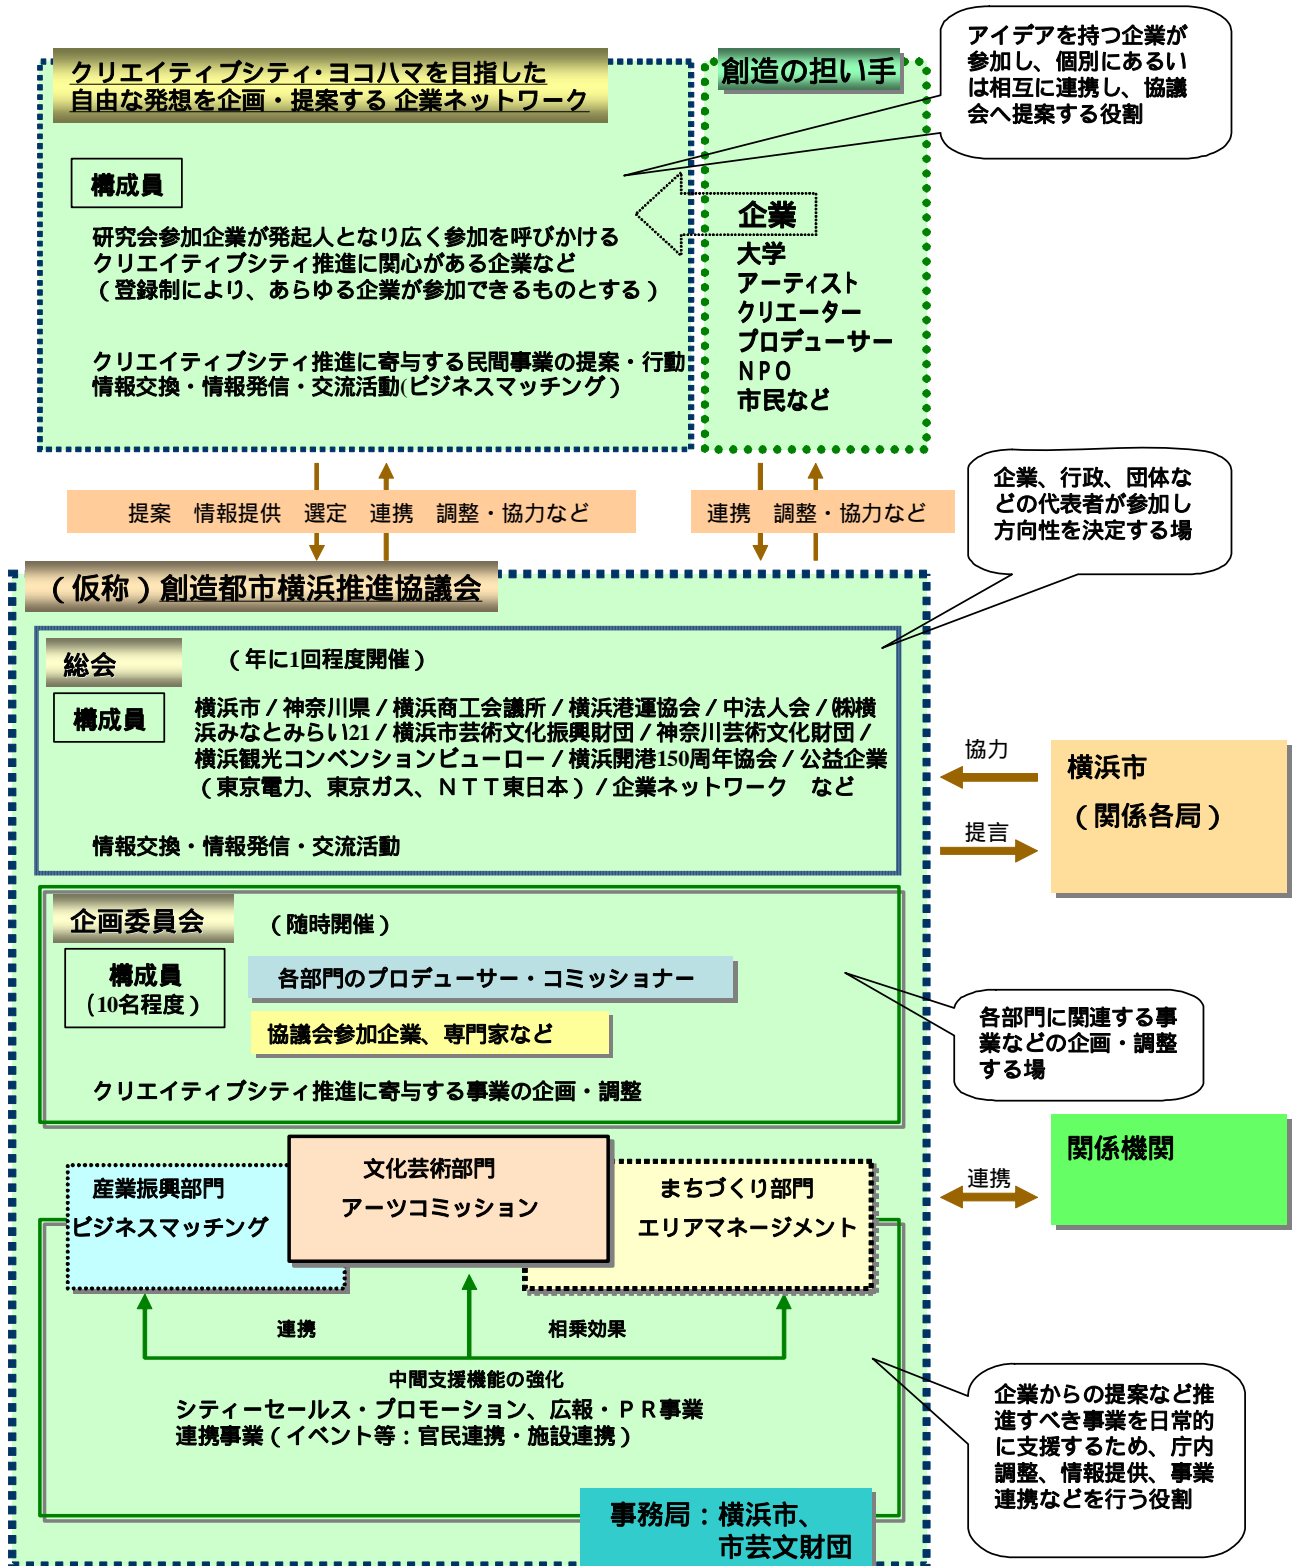 クリエイティブシティ・ヨコハマを目指した
自由な発想を企画・提案する 企業ネットワーク
構成員
研究会参加企業が発起人となり広く参加を呼びかける
クリエイティブシティ推進に関心がある企業など
（登録制により、あらゆる企業が参加できるものとする）
クリエイティブシティ推進に寄与する民間事業の提案・行動
情報交換・情報発信・交流活動(ビジネスマッチング）
創造の担い手
企業
大学
アーティスト
クリエーター
プロデューサー
NPO
市民など
アイデアを持つ企業が
参加し、個別にあるい
は相互に連携し、協議
会へ提案する役割
提案　情報提供　選定　連携　調整・協力など
連携　調整・協力など
企業、行政、団体な
どの代表者が参加し
方向性を決定する場
（仮称）創造都市横浜推進協議会
総会
（年に1回程度開催）
構成員
横浜市／神奈川県／横浜商工会議所／横浜港運協会／中法人会／㈱横
浜みなとみらい21／横浜市芸術文化振興財団／神奈川芸術文化財団／
横浜観光コンベンションビューロー／横浜開港150周年協会／公益企業
（東京電力、東京ガス、ＮＴＴ東日本）／企業ネットワーク　など
情報交換・情報発信・交流活動
協力
提言
横浜市
（関係各局）
企画委員会
（随時開催）
構成員
（10名程度）
各部門のプロデューサー・コミッショナー
協議会参加企業、専門家など
クリエイティブシティ推進に寄与する事業の企画・調整
各部門に関連する事
業などの企画・調整
する場
連携
関係機関
産業振興部門
ビジネスマッチング
文化芸術部門
アーツコミッション
まちづくり部門
エリアマネージメント
連携
相乗効果
中間支援機能の強化
シティーセールス・プロモーション、広報・ＰＲ事業
連携事業（イベント等：官民連携・施設連携）
企業からの提案など推
進すべき事業を日常的
に支援するため、庁内
調整、情報提供、事業
連携などを行う役割
事務局：横浜市、
市芸文財団